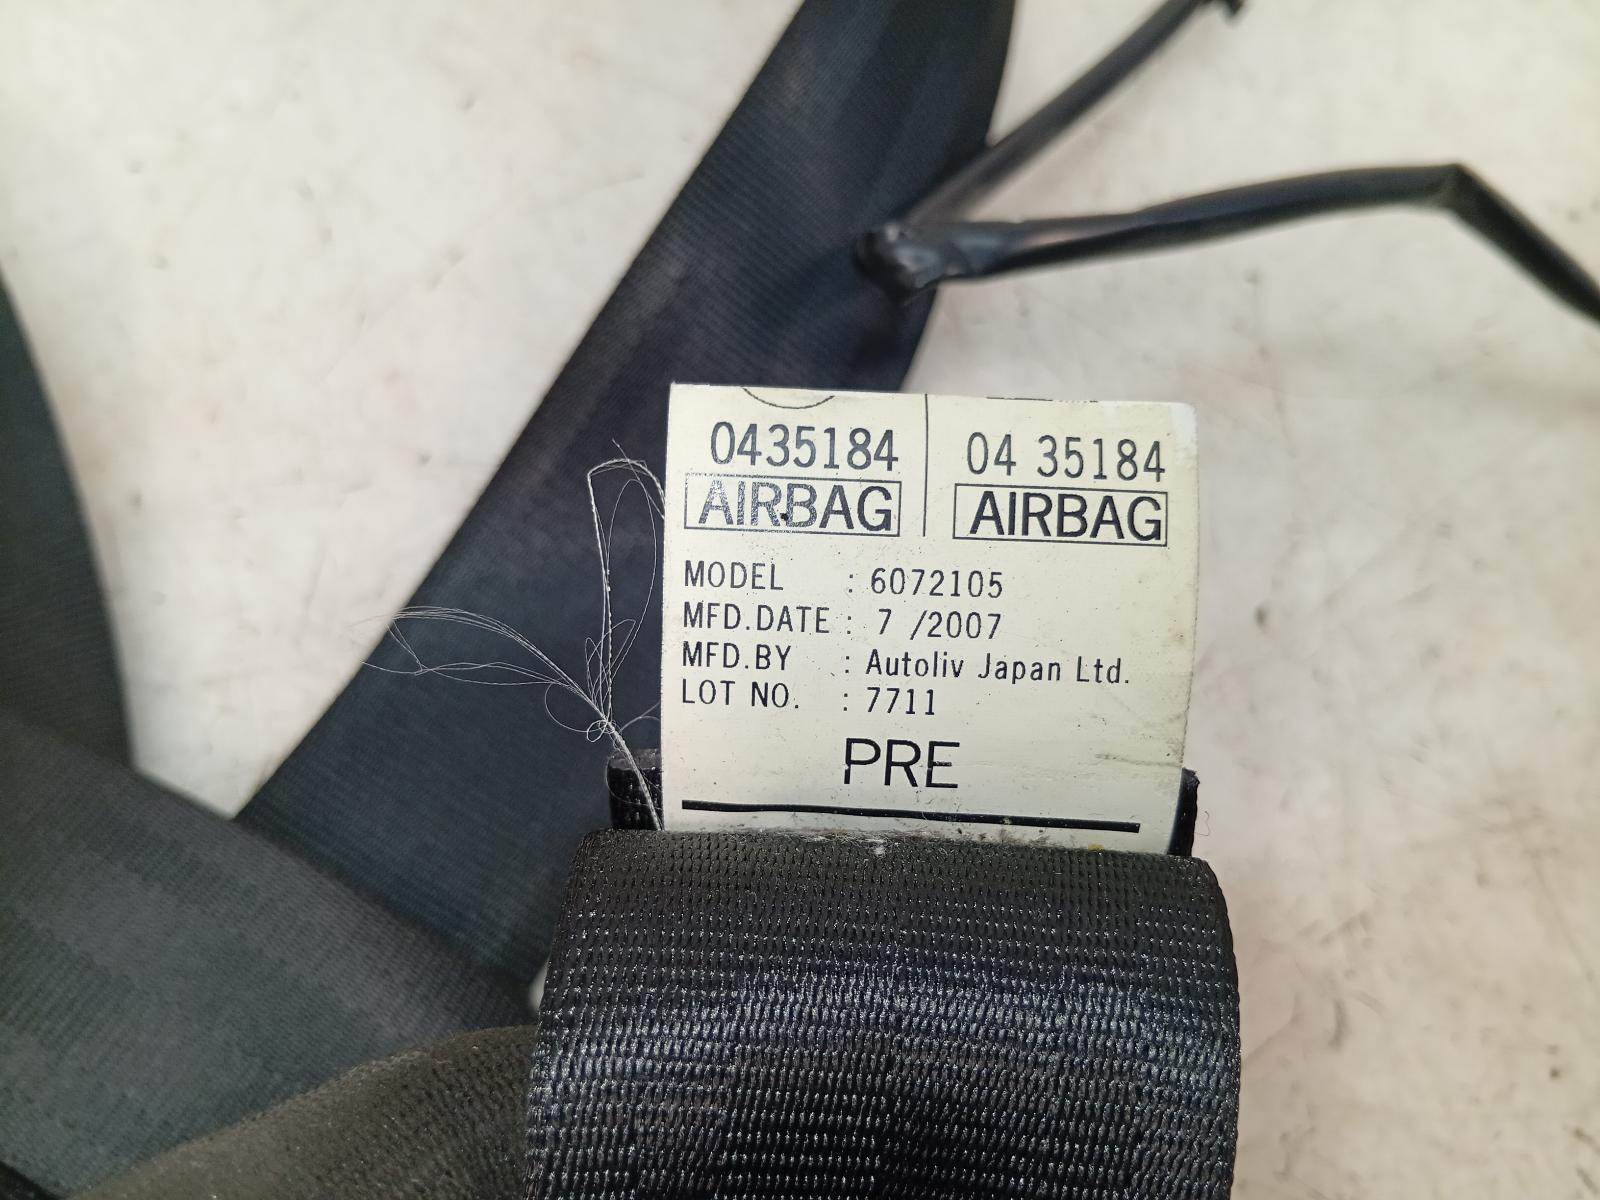 0435184 04 35184
AIRBAG AIRBAG
MODEL : 6072105
MFD.DATE : 7 /2007
MFD.BY : Autoliv Japan Ltd.
LOT NO. : 7711
PRE